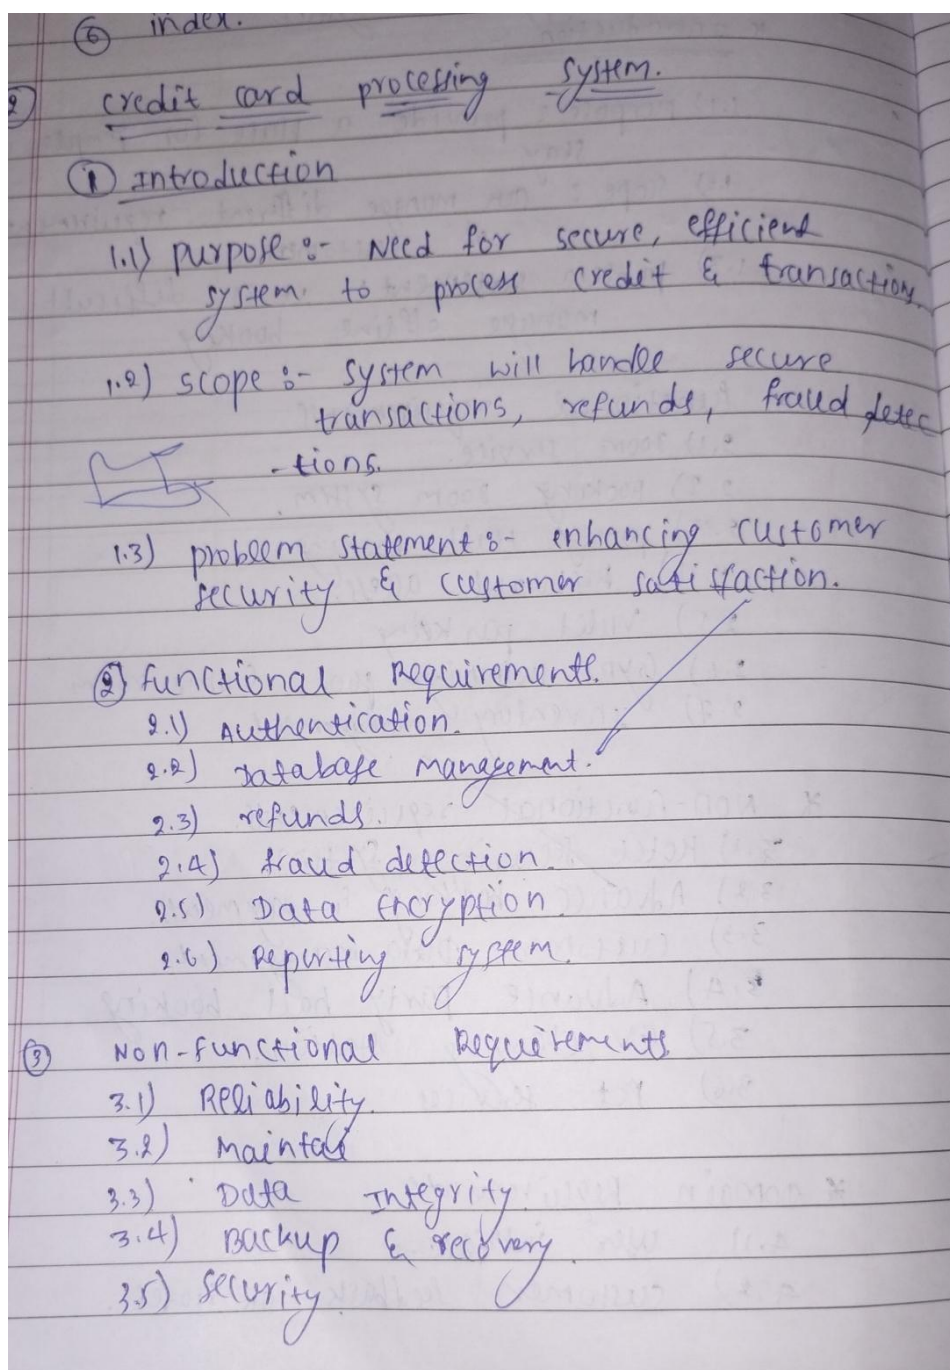 ⑥ index.
2) credit card processing system.
① Introduction
1.1) purpose :- Need for secure, efficient
system. to process credit & transactions.
1.2) scope :- system will handle secure
transactions, refunds, fraud detec
-tions.
1.3) problem statement :- enhancing customer
security & customer satisfaction.
② functional Requirements.
2.1) Authentication.
2.2) Database management.
2.3) refunds.
2.4) fraud detection.
2.5) Data Encryption.
2.6) Reporting system.
③ Non-functional Requirements
3.1) Reliability.
3.2)
3.3) Data Integrity.
3.4) Backup & recovery.
3.5) Security.